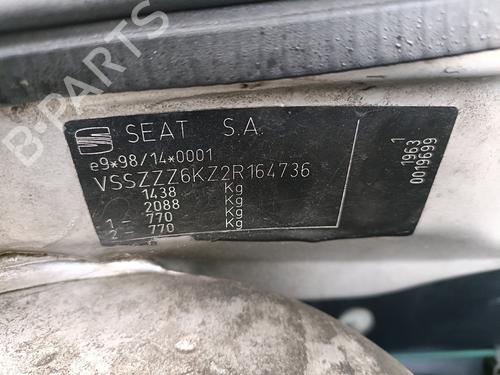 SEAT S.A.
e9*98/14*0001
VSSZZZ6KZ2R164736
1438 Kg
2088 Kg
1 - 770 Kg
2 - 770 Kg
1
1963
0019699
B-PARTS